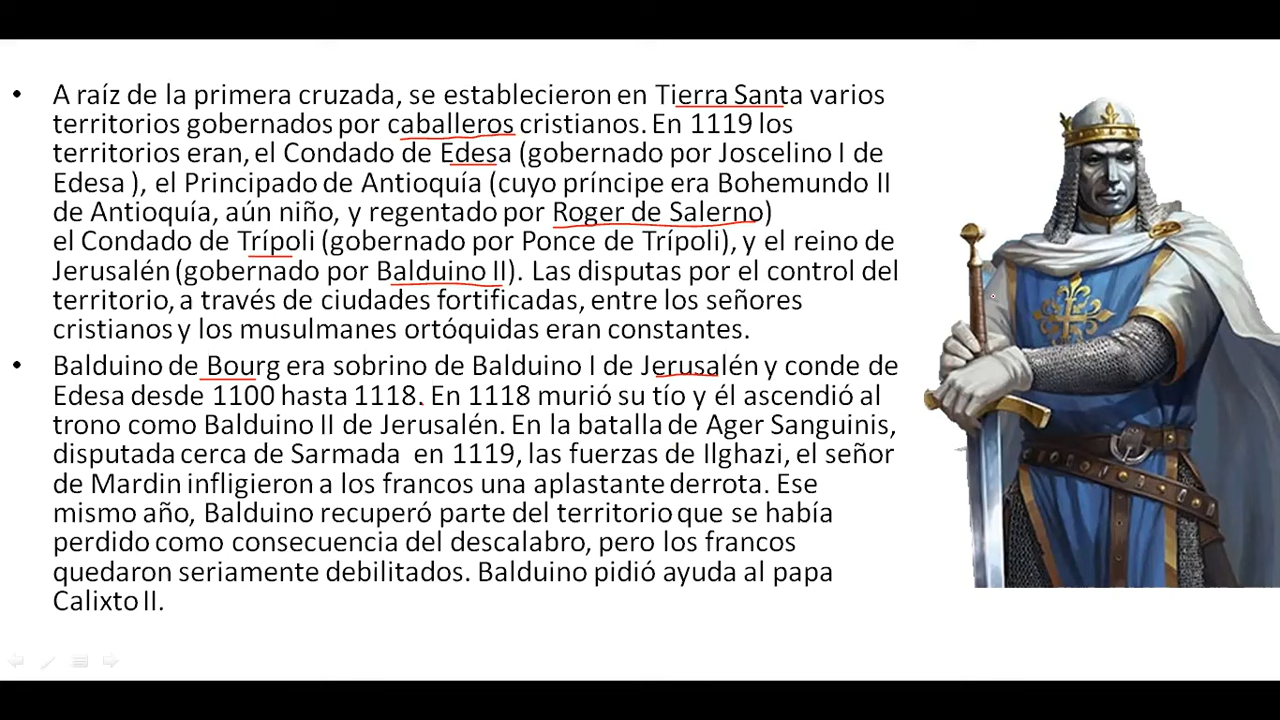 • A raíz de la primera cruzada, se establecieron en Tierra Santa varios
territorios gobernados por caballeros cristianos. En 1119 los
territorios eran, el Condado de Edesa (gobernado por Joscelino I de
Edesa ), el Principado de Antioquía (cuyo príncipe era Bohemundo II
de Antioquía, aún niño, y regentado por Roger de Salerno)
el Condado de Trípoli (gobernado por Ponce de Trípoli), y el reino de
Jerusalén (gobernado por Balduino II). Las disputas por el control del
territorio, a través de ciudades fortificadas, entre los señores
cristianos y los musulmanes ortóquidas eran constantes.
• Balduino de Bourg era sobrino de Balduino I de Jerusalén y conde de
Edesa desde 1100 hasta 1118. En 1118 murió su tío y él ascendió al
trono como Balduino II de Jerusalén. En la batalla de Ager Sanguinis,
disputada cerca de Sarmada en 1119, las fuerzas de Ilghazi, el señor
de Mardin infligieron a los francos una aplastante derrota. Ese
mismo año, Balduino recuperó parte del territorio que se había
perdido como consecuencia del descalabro, pero los francos
quedaron seriamente debilitados. Balduino pidió ayuda al papa
Calixto II.